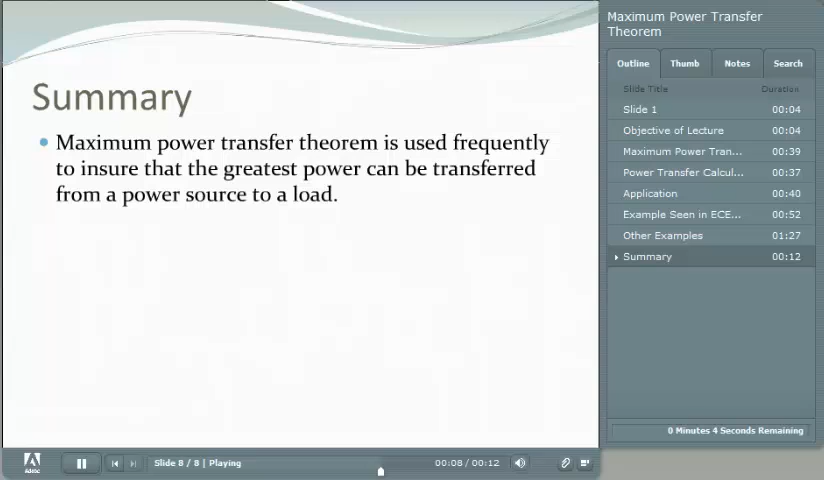 Summary
Maximum power transfer theorem is used frequently
to insure that the greatest power can be transferred
from a power source to a load.
Maximum Power Transfer
Theorem
Outline Thumb Notes Search
Slide Title Duration
Slide 1 00:04
Objective of Lecture 00:04
Maximum Power Tran... 00:39
Power Transfer Calcul... 00:37
Application 00:40
Example Seen in ECE... 00:52
Other Examples 01:27
Summary 00:12
0 Minutes 4 Seconds Remaining
Adobe
Slide 8 / 8 | Playing 00:08 / 00:12